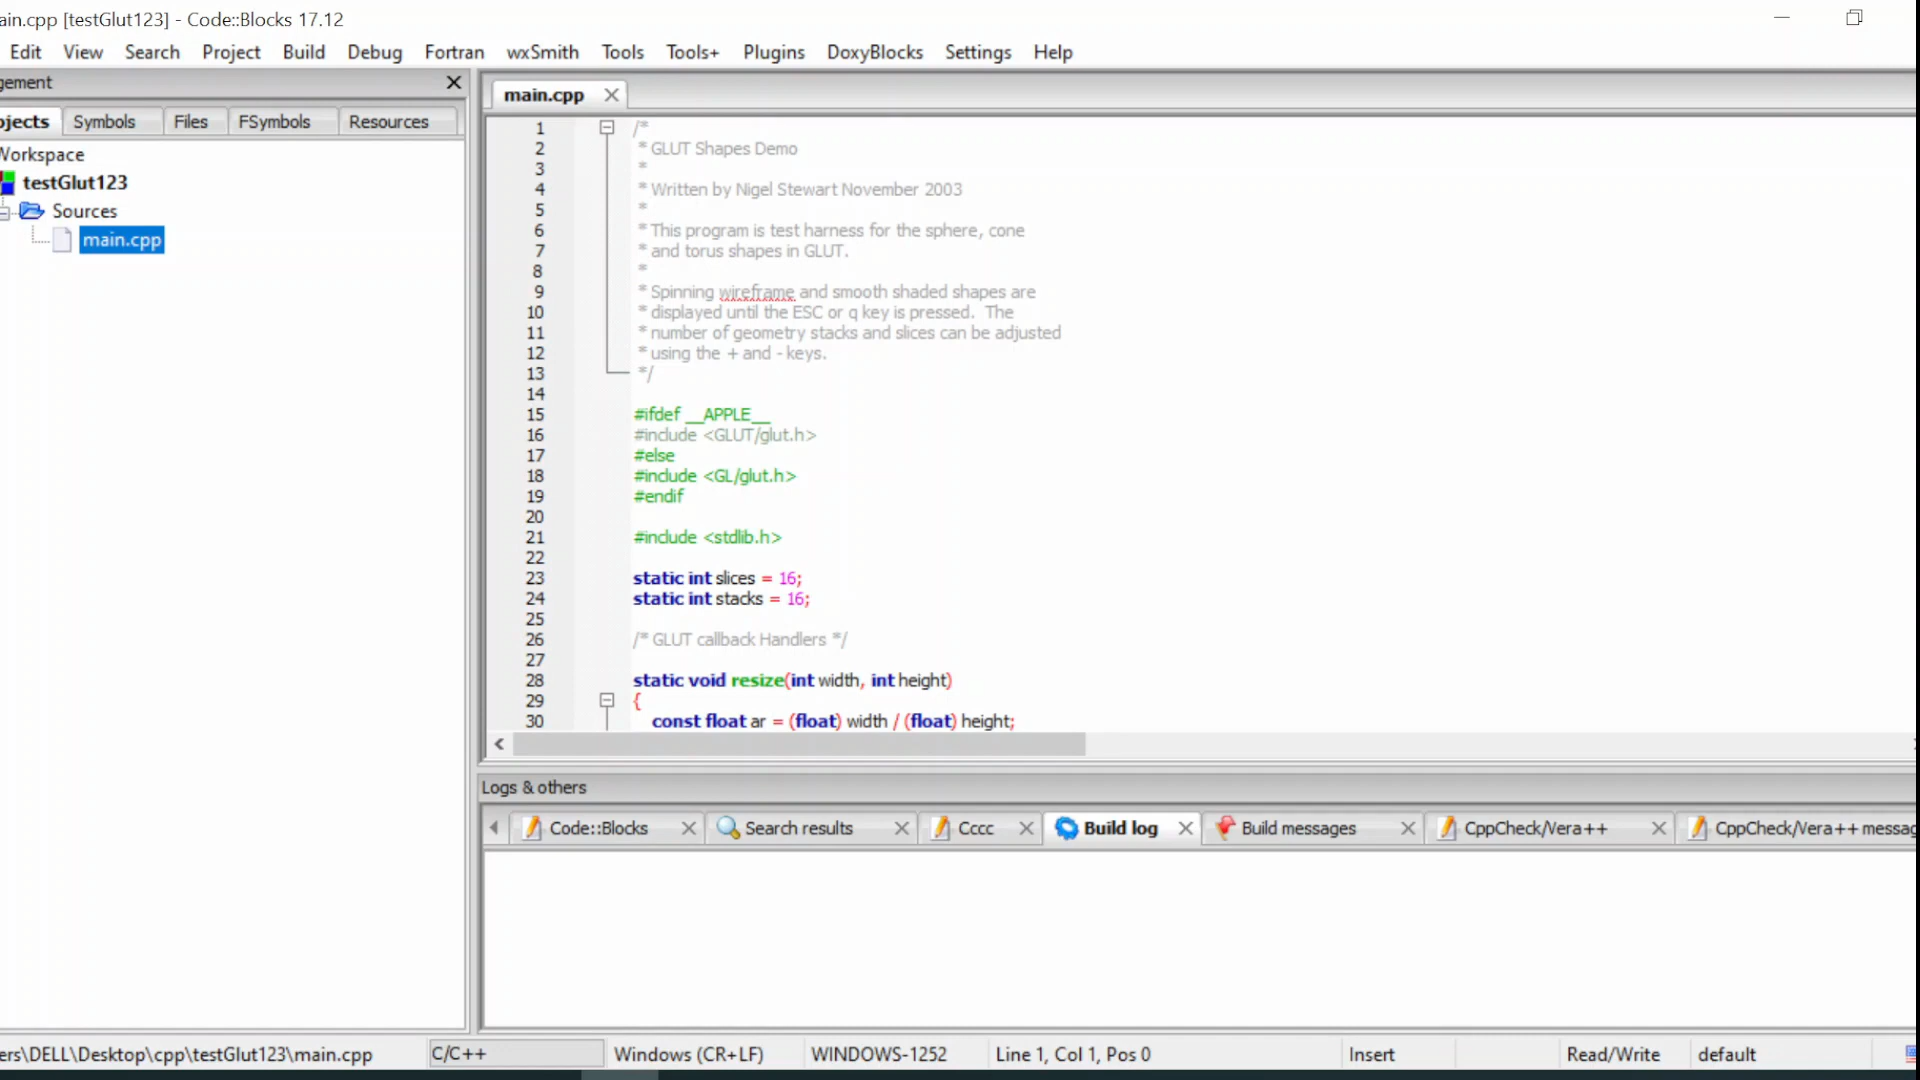 ain.cpp [testGlut123] - Code::Blocks 17.12
Edit View Search Project Build Debug Fortran wxSmith Tools Tools+ Plugins DoxyBlocks Settings Help
gement
ojects Symbols Files FSymbols Resources
Workspace
testGlut123
Sources
main.cpp
main.cpp
1 /*
2 * GLUT Shapes Demo
3 *
4 * Written by Nigel Stewart November 2003
5 *
6 * This program is test harness for the sphere, cone
7 * and torus shapes in GLUT.
8 *
9 * Spinning wireframe and smooth shaded shapes are
10 * displayed until the ESC or q key is pressed.  The
11 * number of geometry stacks and slices can be adjusted
12 * using the + and - keys.
13 */
14
15 #ifdef __APPLE__
16 #include <GLUT/glut.h>
17 #else
18 #include <GL/glut.h>
19 #endif
20
21 #include <stdlib.h>
22
23 static int slices = 16;
24 static int stacks = 16;
25
26 /* GLUT callback Handlers */
27
28 static void resize(int width, int height)
29 {
30 const float ar = (float) width / (float) height;
Logs & others
Code::Blocks Search results Cccc Build log Build messages CppCheck/Vera++ CppCheck/Vera++ messag
ers\DELL\Desktop\cpp\testGlut123\main.cpp C/C++ Windows (CR+LF) WINDOWS-1252 Line 1, Col 1, Pos 0 Insert Read/Write default